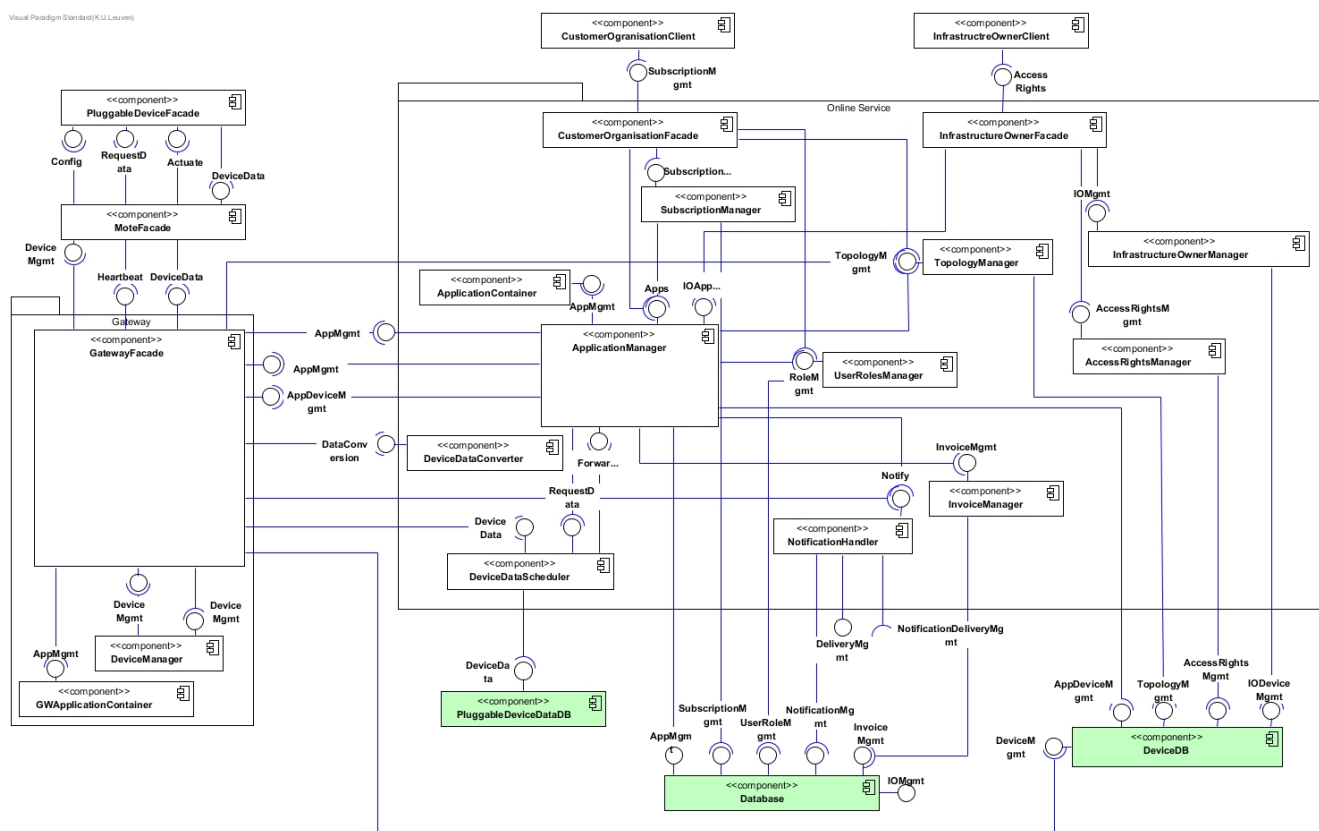 Visual Paradigm Standard(K.U.Leuven)
<<component>>
CustomerOgranisationClient
<<component>>
InfrastructreOwnerClient
SubscriptionM
gmt
Access
Rights
<<component>>
PluggableDeviceFacade
Online Service
<<component>>
CustomerOrganisationFacade
<<component>>
InfrastructureOwnerFacade
Config
RequestD
ata
Actuate
DeviceData
Subscription...
<<component>>
SubscriptionManager
IOMgmt
<<component>>
MoteFacade
Device
Mgmt
Heartbeat
DeviceData
TopologyM
gmt
<<component>>
TopologyManager
<<component>>
InfrastructureOwnerManager
<<component>>
ApplicationContainer
AppMgmt
Apps
IOApp...
AccessRightsM
gmt
Gateway
<<component>>
GatewayFacade
AppMgmt
<<component>>
ApplicationManager
<<component>>
AccessRightsManager
AppMgmt
RoleM
gmt
<<component>>
UserRolesManager
AppDeviceM
gmt
DataConv
ersion
<<component>>
DeviceDataConverter
Forwar...
InvoiceMgmt
Notify
<<component>>
InvoiceManager
RequestD
ata
Device
Data
<<component>>
NotificationHandler
<<component>>
DeviceDataScheduler
Device
Mgmt
Device
Mgmt
AppMgmt
<<component>>
DeviceManager
<<component>>
GWApplicationContainer
DeliveryMg
mt
NotificationDeliveryMg
mt
DeviceDa
ta
<<component>>
PluggableDeviceDataDB
AppDeviceM
gmt
TopologyM
gmt
AccessRights
Mgmt
IODevice
Mgmt
AppMgm
t
SubscriptionM
gmt
UserRoleM
gmt
NotificationMg
mt
Invoice
Mgmt
DeviceM
gmt
<<component>>
DeviceDB
<<component>>
Database
IOMgmt